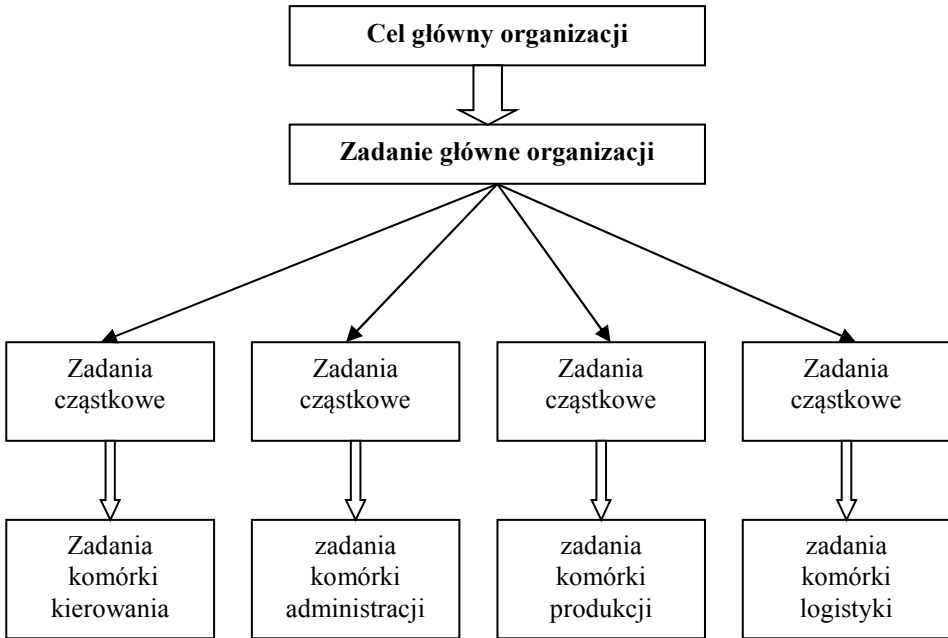 Cel główny organizacji
Zadanie główne organizacji
Zadania
cząstkowe
Zadania
cząstkowe
Zadania
cząstkowe
Zadania
cząstkowe
Zadania
komórki
kierowania
zadania
komórki
administracji
zadania
komórki
produkcji
zadania
komórki
logistyki